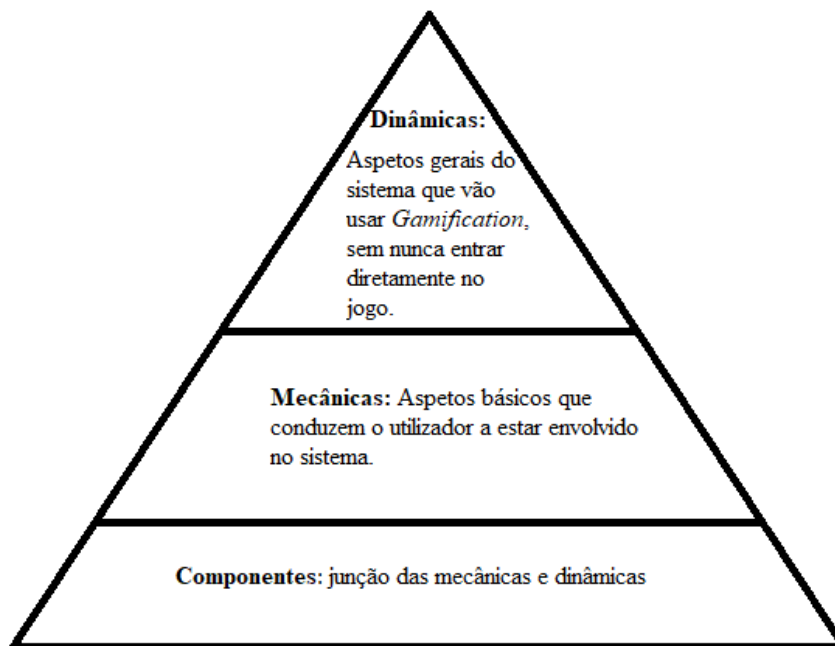 Dinâmicas:
Aspetos gerais do
sistema que vão
usar Gamification,
sem nunca entrar
diretamente no
jogo.
Mecânicas: Aspetos básicos que
conduzem o utilizador a estar envolvido
no sistema.
Componentes: junção das mecânicas e dinâmicas